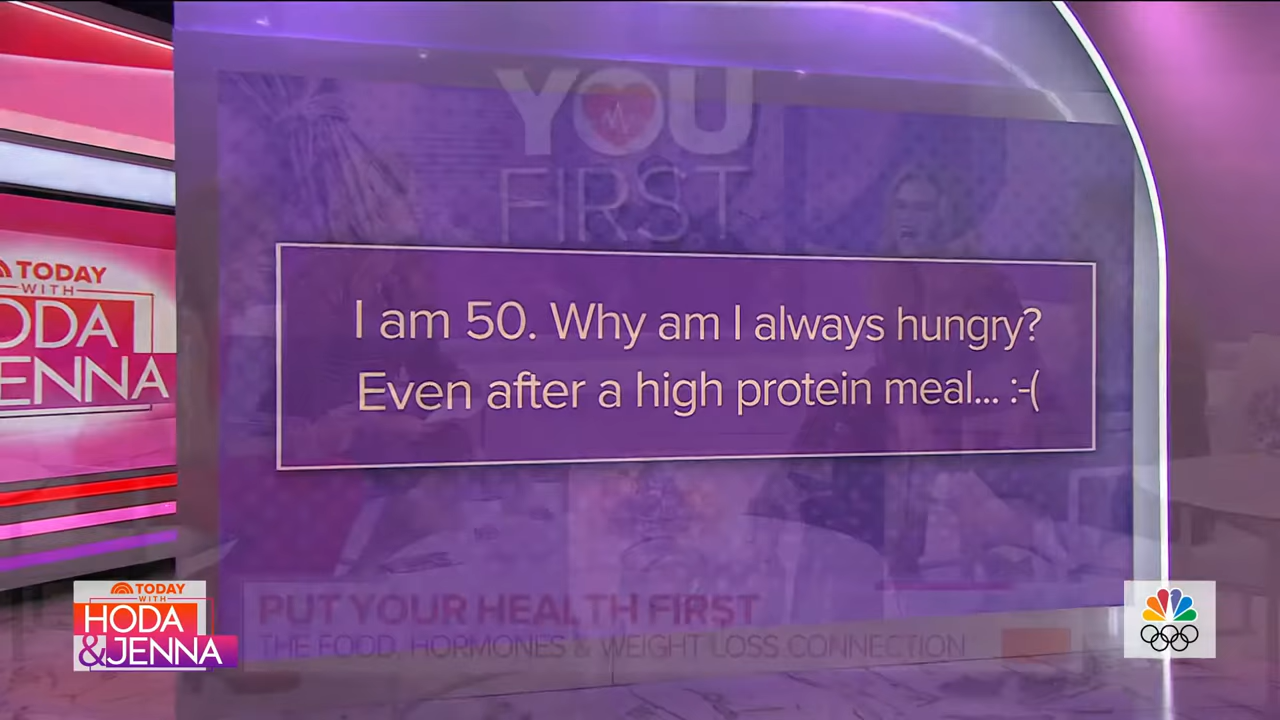 YOU
FIRST
TODAY
WITH
ODA
ENNA
I am 50. Why am I always hungry?
Even after a high protein meal... :-(
TODAY
WITH
HODA
&JENNA
PUT YOUR HEALTH FIRST
THE FOOD, HORMONES & WEIGHT LOSS CONNECTION